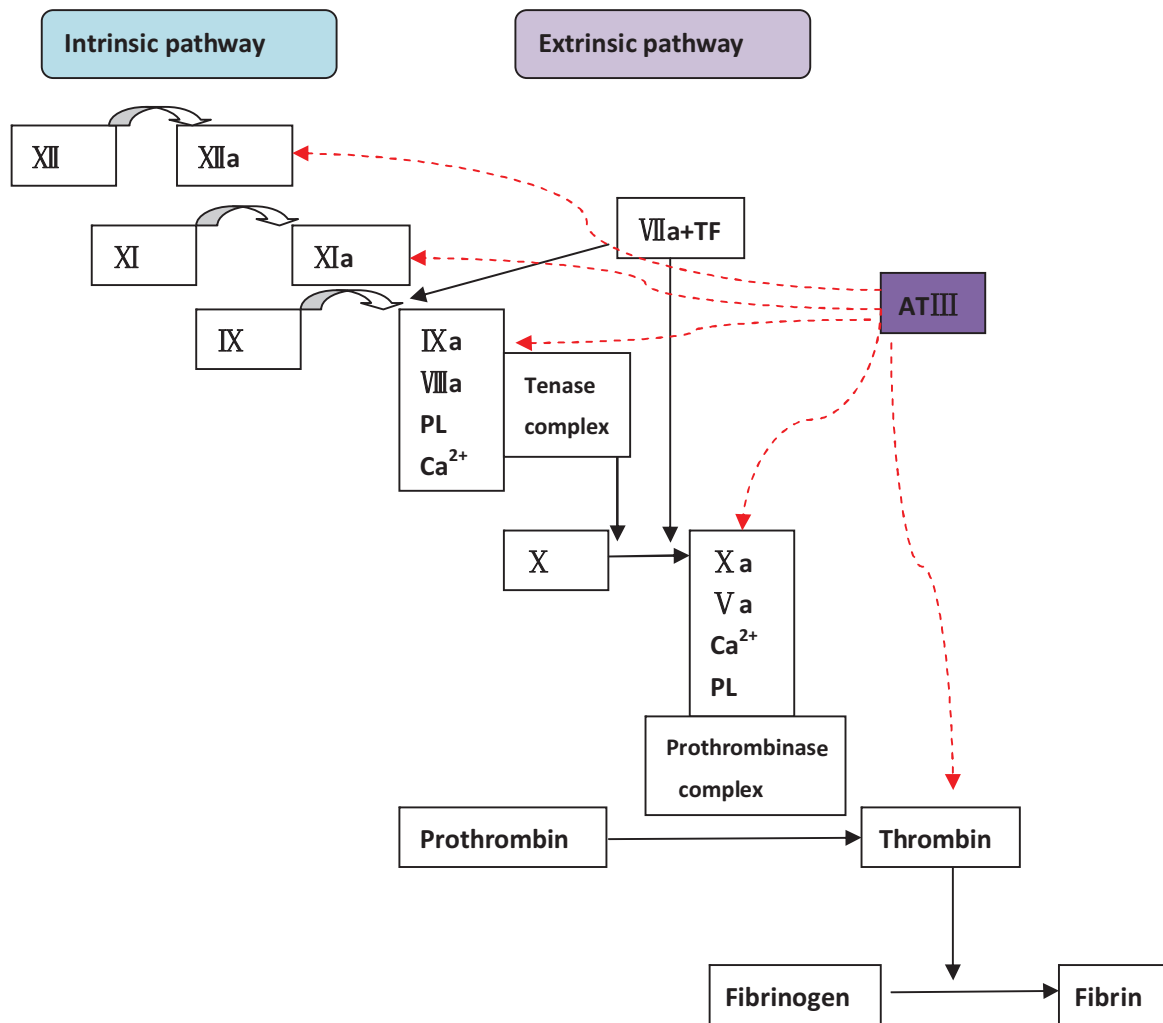 Intrinsic pathway
Extrinsic pathway
Ⅻ
Ⅻa
Ⅶa+TF
Ⅺ
Ⅺa
ATⅢ
Ⅸ
Ⅸa
Ⅷa
PL
Ca²⁺
Tenase
complex
Ⅹ
Ⅹa
Ⅴa
Ca²⁺
PL
Prothrombinase
complex
Prothrombin
Thrombin
Fibrinogen
Fibrin